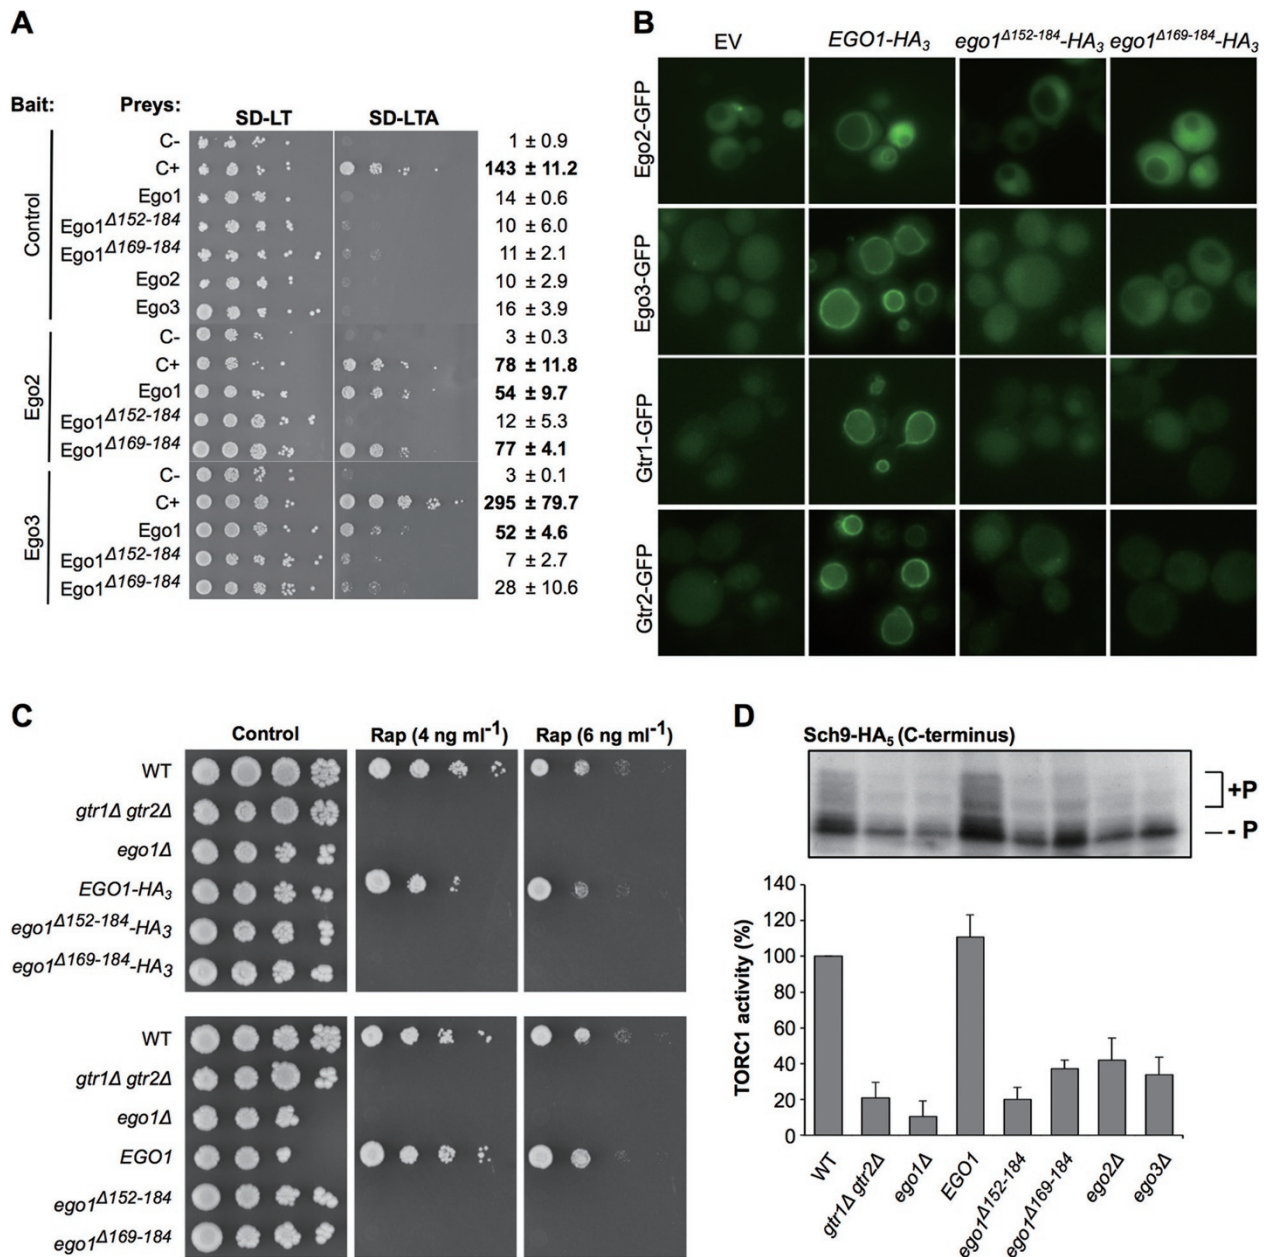 A
Bait: Preys:
SD-LT SD-LTA
Control
C- 1 ± 0.9
C+ 143 ± 11.2
Ego1 14 ± 0.6
Ego1Δ152-184 10 ± 6.0
Ego1Δ169-184 11 ± 2.1
Ego2 10 ± 2.9
Ego3 16 ± 3.9
Ego2
C- 3 ± 0.3
C+ 78 ± 11.8
Ego1 54 ± 9.7
Ego1Δ152-184 12 ± 5.3
Ego1Δ169-184 77 ± 4.1
Ego3
C- 3 ± 0.1
C+ 295 ± 79.7
Ego1 52 ± 4.6
Ego1Δ152-184 7 ± 2.7
Ego1Δ169-184 28 ± 10.6
B
EV EGO1-HA3 ego1Δ152-184-HA3 ego1Δ169-184-HA3
Ego2-GFP
Ego3-GFP
Gtr1-GFP
Gtr2-GFP
C
Control Rap (4 ng ml-1) Rap (6 ng ml-1)
WT
gtr1Δ gtr2Δ
ego1Δ
EGO1-HA3
ego1Δ152-184-HA3
ego1Δ169-184-HA3
WT
gtr1Δ gtr2Δ
ego1Δ
EGO1
ego1Δ152-184
ego1Δ169-184
D
Sch9-HA5 (C-terminus)
+P
- P
TORC1 activity (%)
140
120
100
80
60
40
20
0
WT
gtr1Δ gtr2Δ
ego1Δ
EGO1
ego1Δ152-184
ego1Δ169-184
ego2Δ
ego3Δ